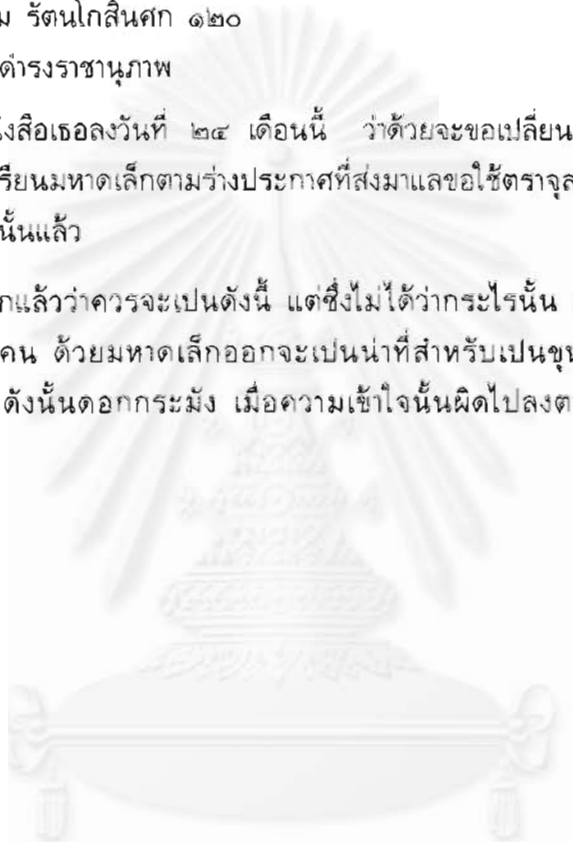 ม รัตนโกสินศก ๑๒๐
ดำรงราชานุภาพ
งสือเธอลงวันที่ ๒๔ เดือนนี้ ว่าด้วยจะขอเปลี่ยน
รียนมหาดเล็กตามร่างประกาศที่ส่งมาแลขอใช้ตราจุล
นั้นแล้ว
กแล้วว่าควรจะเปนดังนี้ แต่ซึ่งไม่ได้ว่ากระไรนั้น
คน ด้วยมหาดเล็กออกจะเปนน่าที่สำหรับเปนขุน
ดังนั้นดอกกระมัง เมื่อความเข้าใจนั้นผิดไปลงต